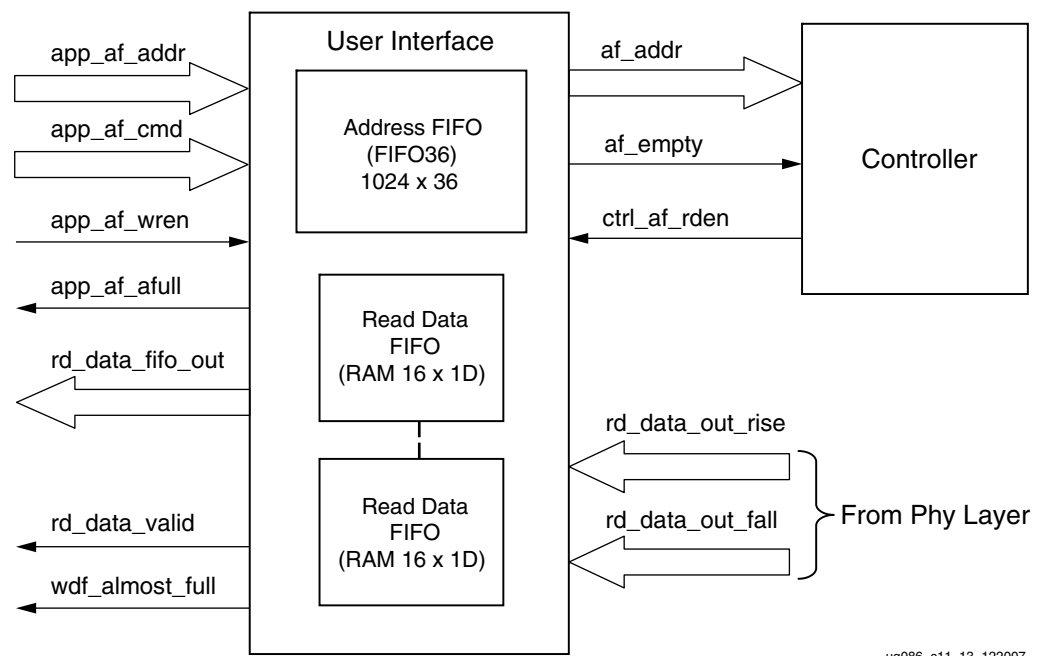 User Interface
app_af_addr
app_af_cmd
app_af_wren
app_af_afull
rd_data_fifo_out
rd_data_valid
wdf_almost_full
Address FIFO
(FIFO36)
1024 x 36
Read Data
FIFO
(RAM 16 x 1D)
Read Data
FIFO
(RAM 16 x 1D)
af_addr
af_empty
ctrl_af_rden
Controller
rd_data_out_rise
rd_data_out_fall
From Phy Layer